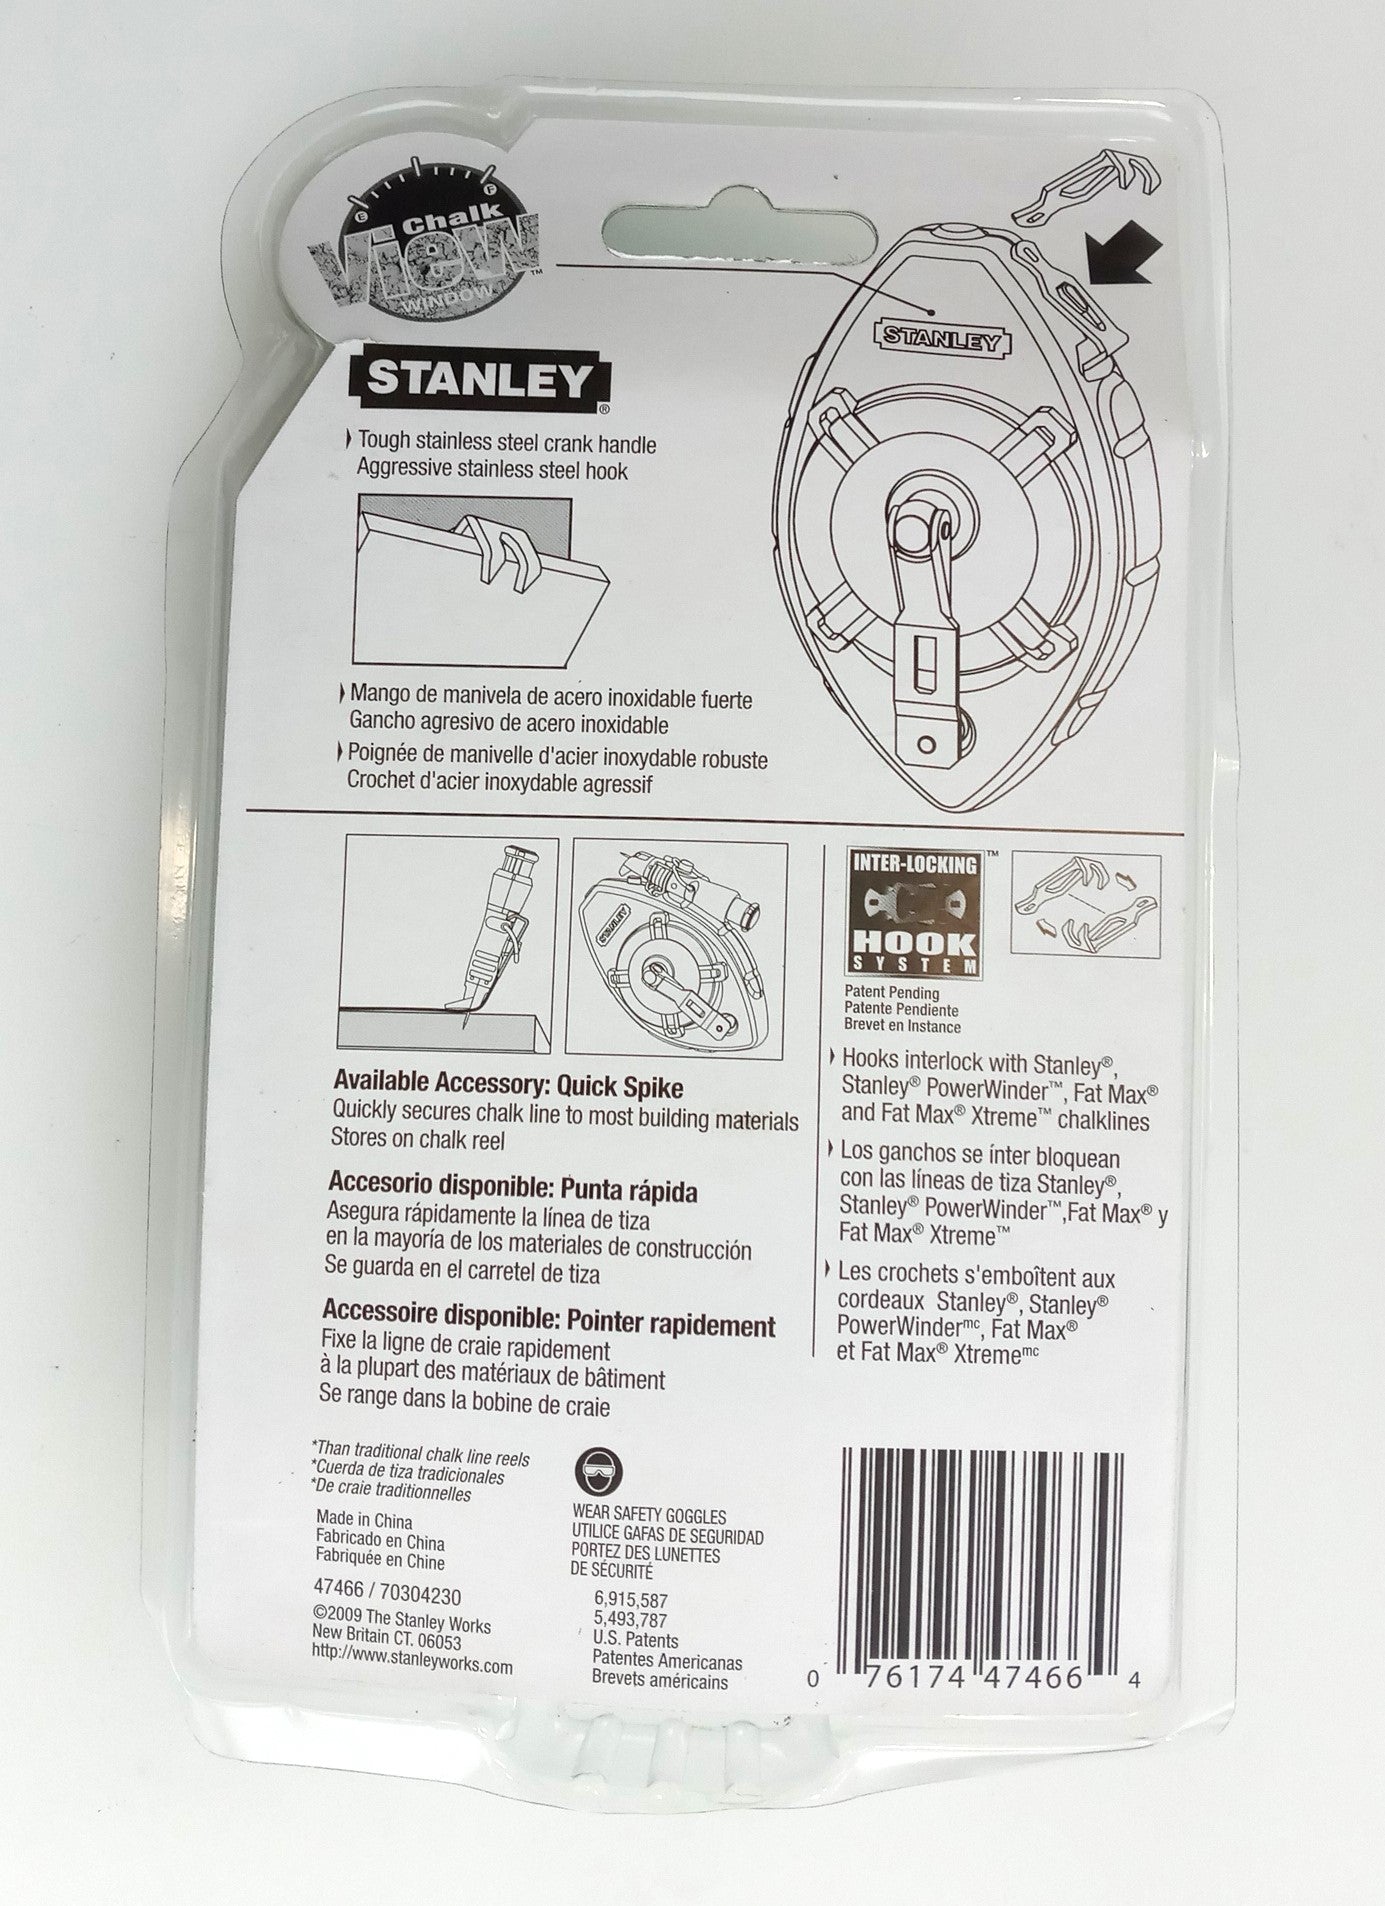 E F
Chalk
View™
WINDOW
STANLEY®
Tough stainless steel crank handle
Aggressive stainless steel hook
STANLEY
Mango de manivela de acero inoxidable fuerte
Gancho agresivo de acero inoxidable
Poignée de manivelle d'acier inoxydable robuste
Crochet d'acier inoxydable agressif
STANLEY
Available Accessory: Quick Spike
Quickly secures chalk line to most building materials
Stores on chalk reel
Accesorio disponible: Punta rápida
Asegura rápidamente la línea de tiza
en la mayoría de los materiales de construcción
Se guarda en el carretel de tiza
Accessoire disponible: Pointer rapidement
Fixe la ligne de craie rapidement
à la plupart des matériaux de bâtiment
Se range dans la bobine de craie
INTER-LOCKING™
HOOK
SYSTEM
Patent Pending
Patente Pendiente
Brevet en Instance
Hooks interlock with Stanley®,
Stanley® PowerWinder™, Fat Max®
and Fat Max® Xtreme™ chalklines
Los ganchos se ínter bloquean
con las líneas de tiza Stanley®,
Stanley® PowerWinder™,Fat Max® y
Fat Max® Xtreme™
Les crochets s'emboîtent aux
cordeaux Stanley®, Stanley®
PowerWinderᵐᶜ, Fat Max®
et Fat Max® Xtremeᵐᶜ
*Than traditional chalk line reels
*Cuerda de tiza tradicionales
*De craie traditionnelles
Made in China
Fabricado en China
Fabriquée en Chine
47466 / 70304230
©2009 The Stanley Works
New Britain CT. 06053
http://www.stanleyworks.com
WEAR SAFETY GOGGLES
UTILICE GAFAS DE SEGURIDAD
PORTEZ DES LUNETTES
DE SÉCURITÉ
6,915,587
5,493,787
U.S. Patents
Patentes Americanas
Brevets américains
0 76174 47466 4